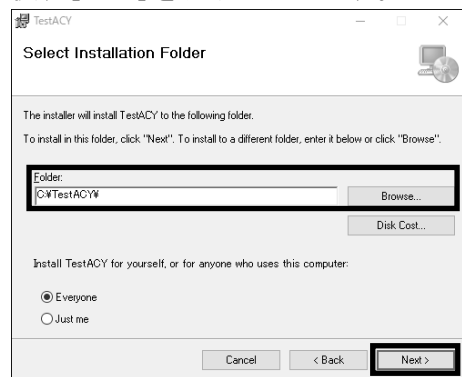 TestACY
Select Installation Folder
The installer will install TestACY to the following folder.
To install in this folder, click "Next". To install to a different folder, enter it below or click "Browse".
Folder:
C:¥TestACY¥
Browse...
Disk Cost...
Install TestACY for yourself, or for anyone who uses this computer:
Everyone
Just me
Cancel
< Back
Next >